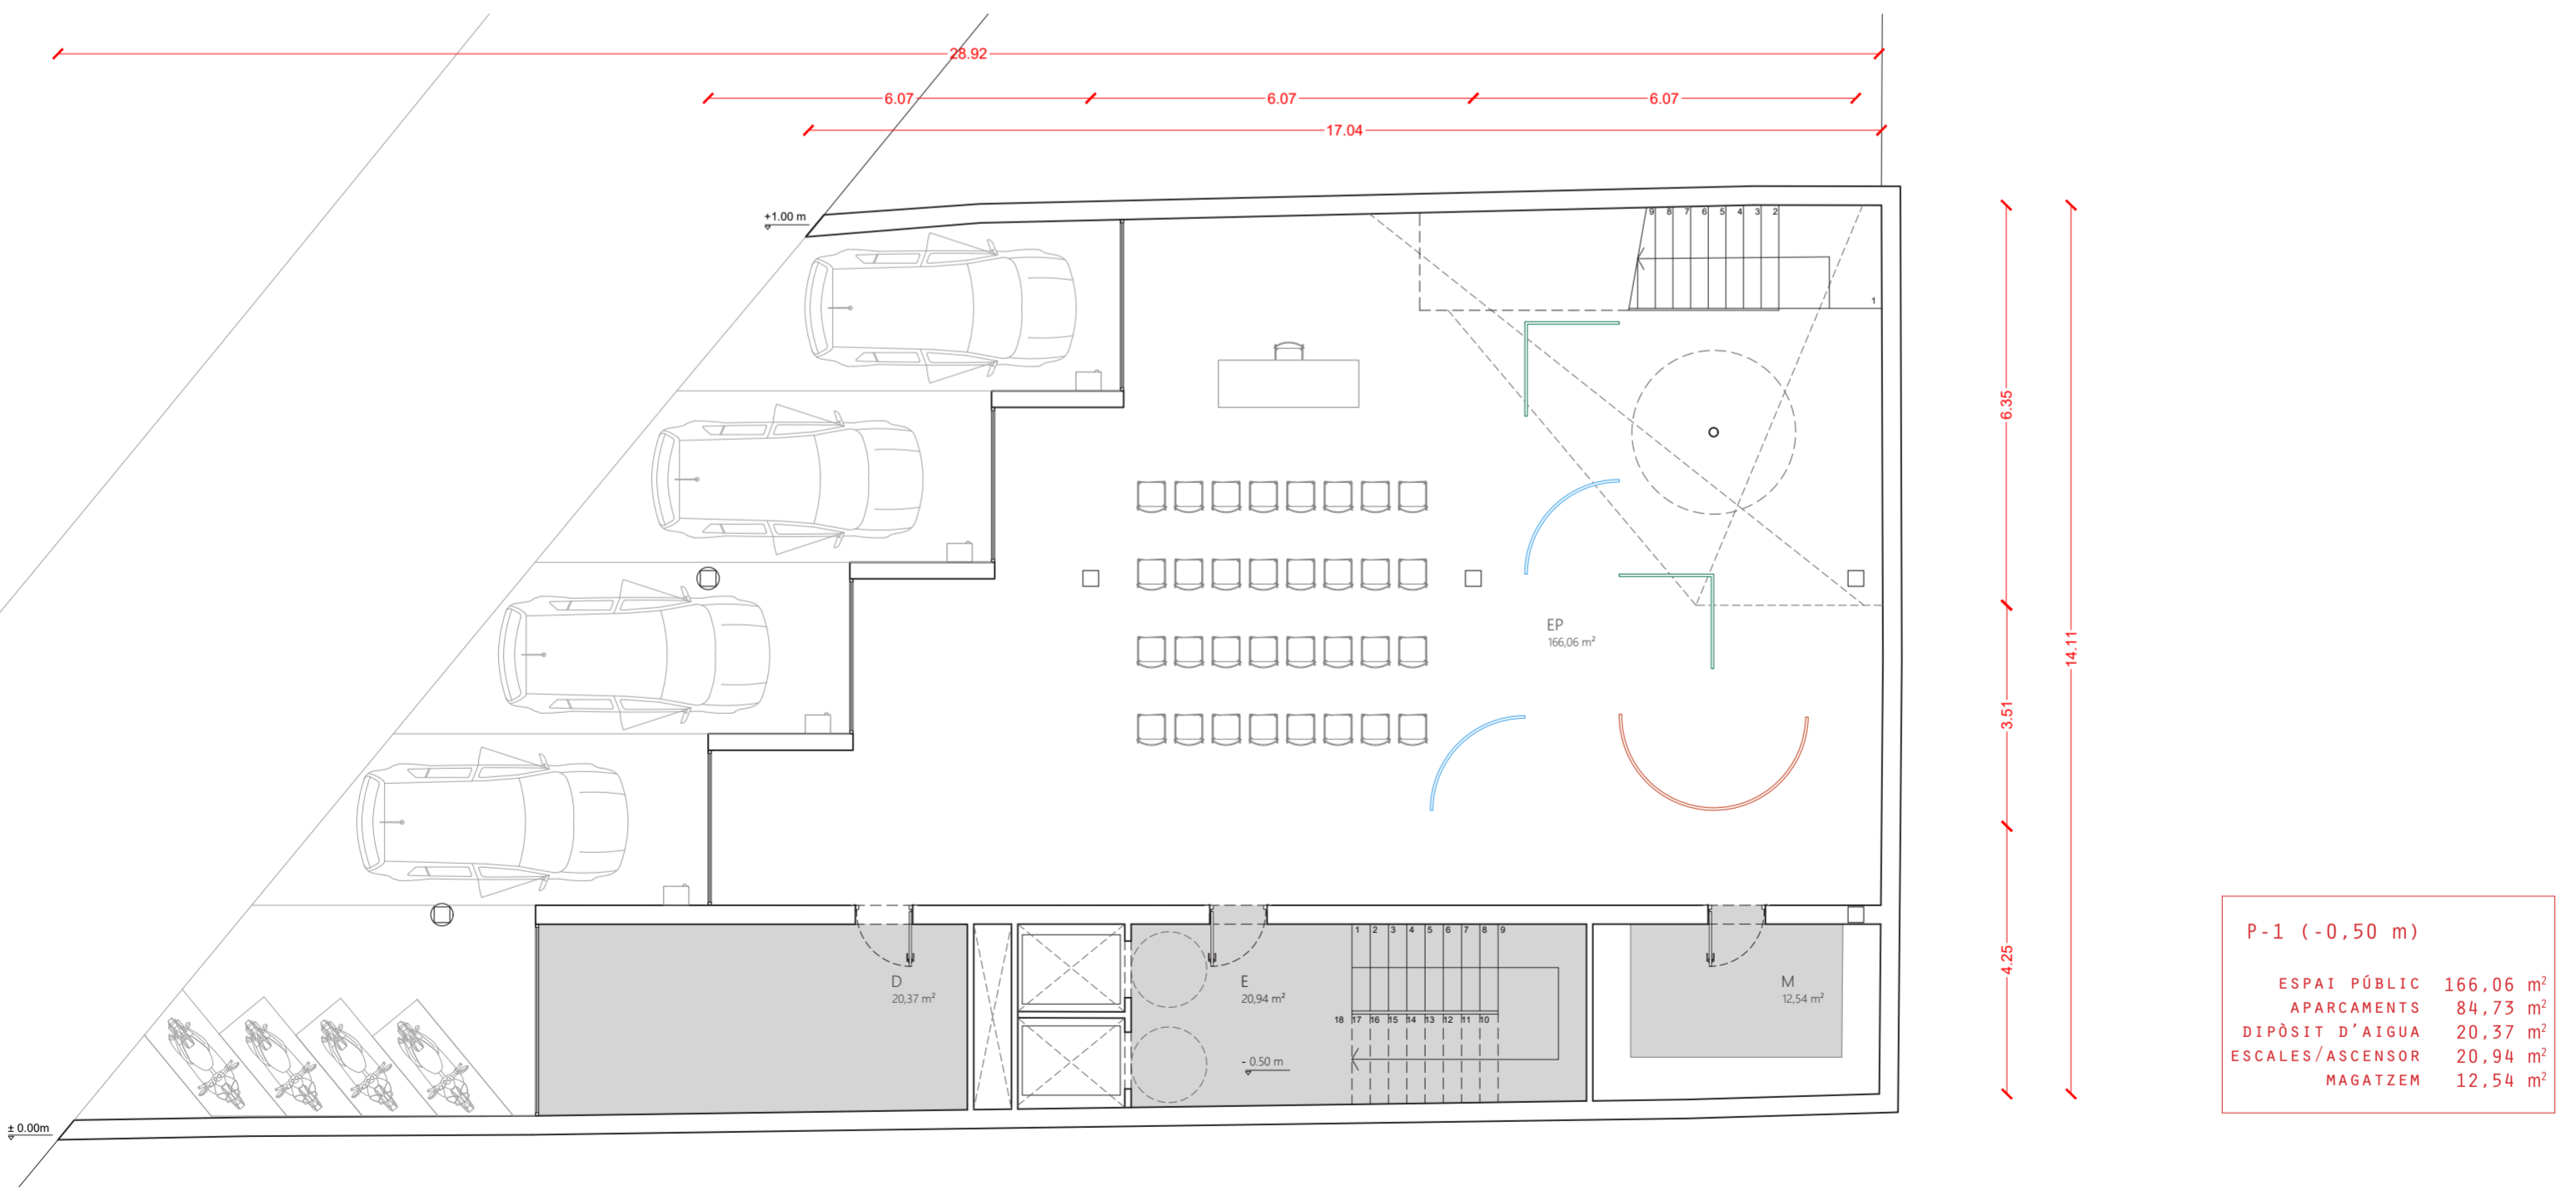 28.92
6.07
6.07
6.07
17.04
+1.00 m
9 8 7 6 5 4 3 2
1
6.35
14.11
3.51
4.25
EP
166,06 m²
1 2 3 4 5 6 7 8 9
D
20,37 m²
E
20,94 m²
M
12,54 m²
18 17 16 15 14 13 12 11 10
- 0.50 m
± 0.00m
P-1 (-0,50 m)
ESPAI PÚBLIC 166,06 m²
APARCAMENTS 84,73 m²
DIPÒSIT D'AIGUA 20,37 m²
ESCALES/ASCENSOR 20,94 m²
MAGATZEM 12,54 m²